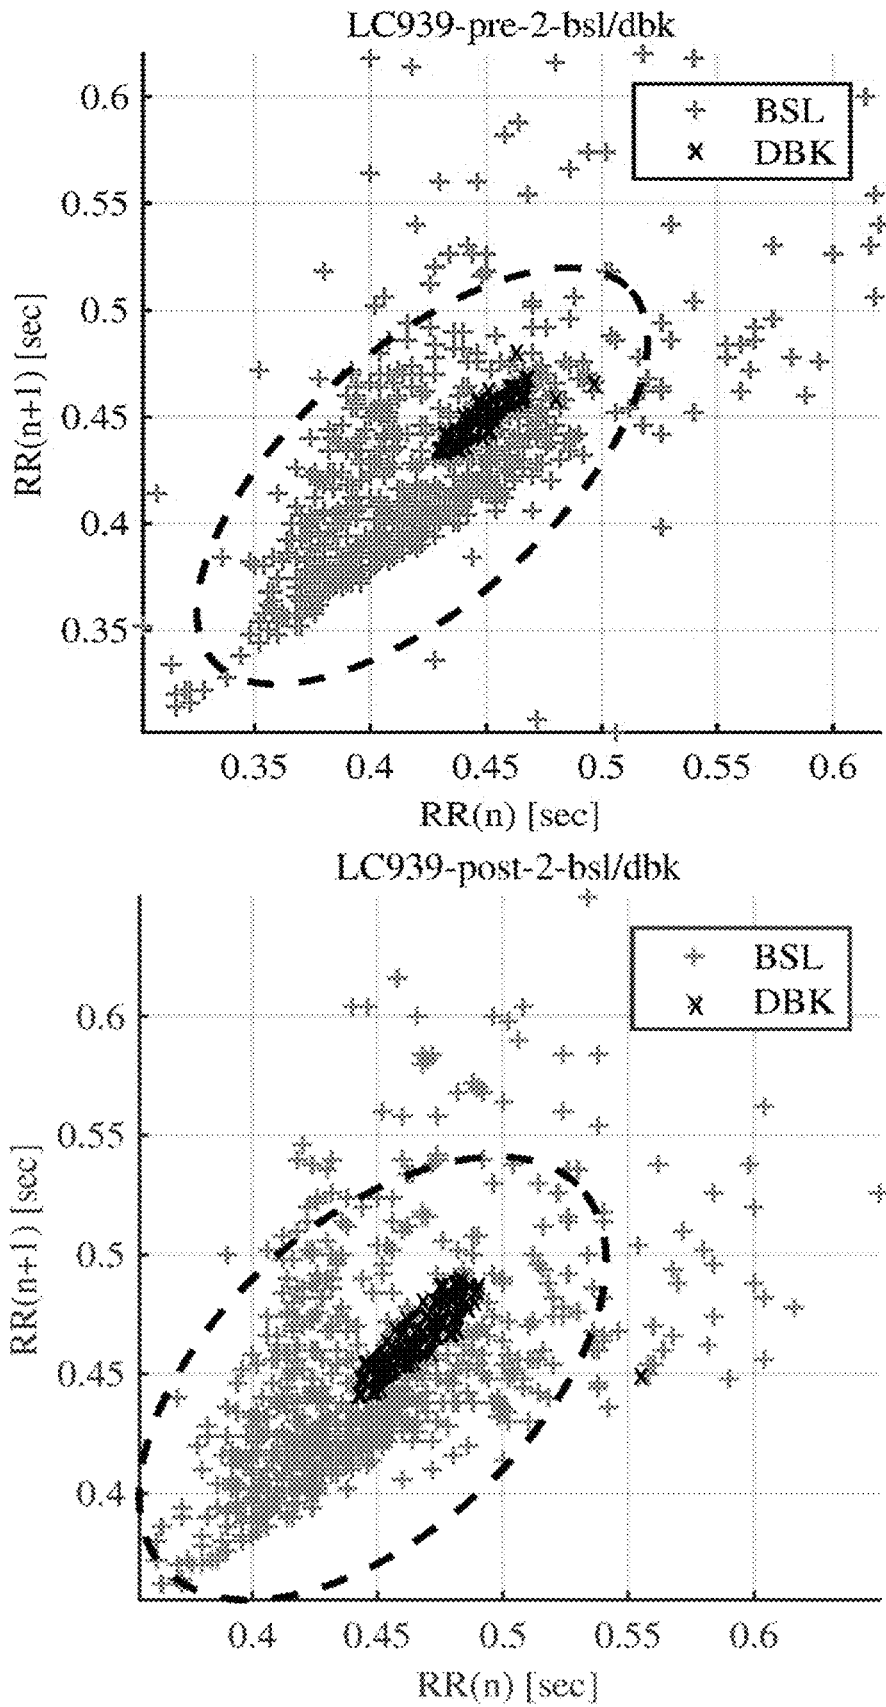 LC939-pre-2-bsl/dbk
RR(n+1) [sec]
0.6
0.55
0.5
0.45
0.4
0.35
+ BSL
x DBK
0.35 0.4 0.45 0.5 0.55 0.6
RR(n) [sec]
LC939-post-2-bsl/dbk
RR(n+1) [sec]
0.6
0.55
0.5
0.45
0.4
+ BSL
x DBK
0.4 0.45 0.5 0.55 0.6
RR(n) [sec]